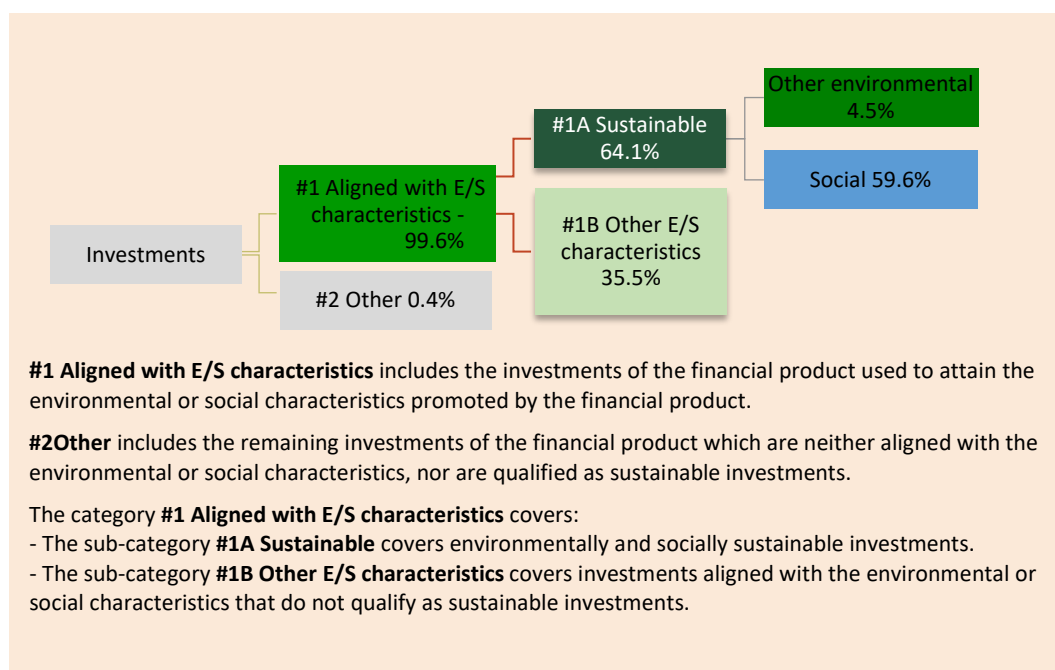 Other environmental
4.5%
#1A Sustainable
64.1%
Social 59.6%
#1 Aligned with E/S
characteristics -
99.6%
#1B Other E/S
characteristics
35.5%
Investments
#2 Other 0.4%
#1 Aligned with E/S characteristics includes the investments of the financial product used to attain the
environmental or social characteristics promoted by the financial product.
#2Other includes the remaining investments of the financial product which are neither aligned with the
environmental or social characteristics, nor are qualified as sustainable investments.
The category #1 Aligned with E/S characteristics covers:
- The sub-category #1A Sustainable covers environmentally and socially sustainable investments.
- The sub-category #1B Other E/S characteristics covers investments aligned with the environmental or
social characteristics that do not qualify as sustainable investments.